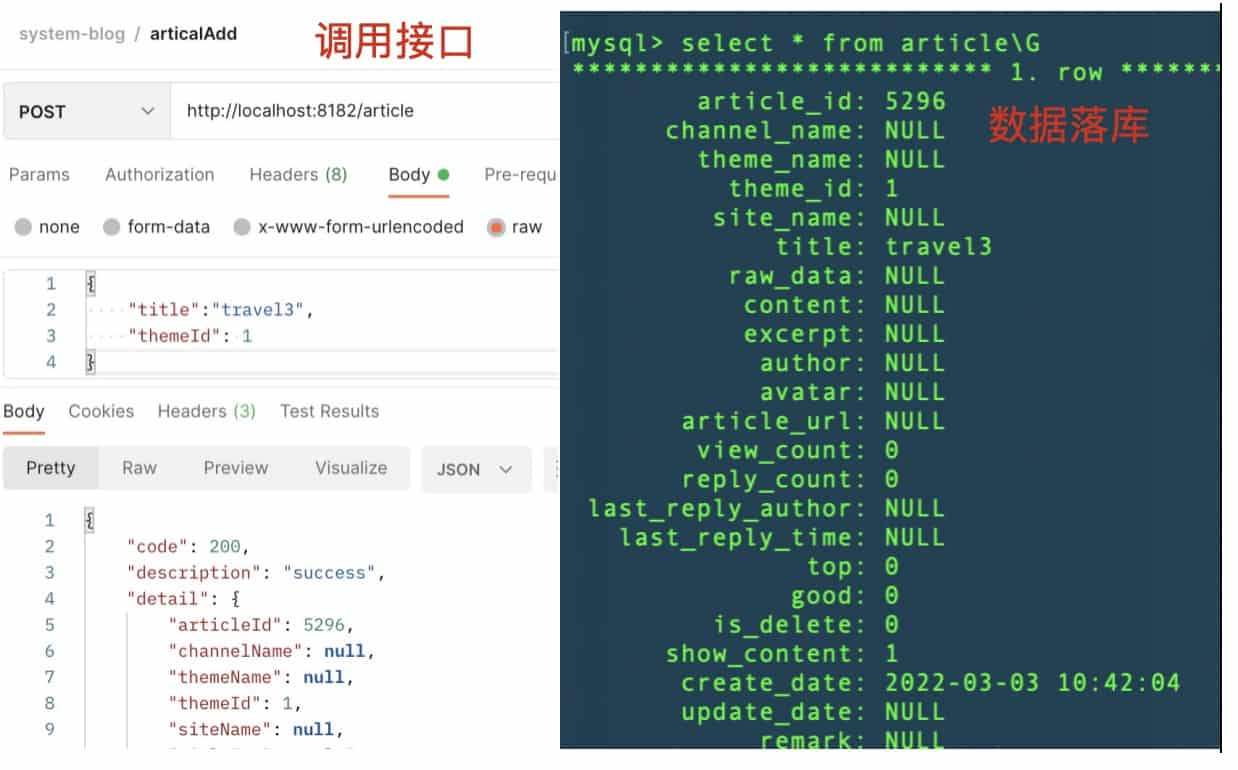 system-blog / articalAdd
调用接口
POST
http://localhost:8182/article
Params Authorization Headers (8) Body Pre-requ
none form-data x-www-form-urlencoded raw
1 {
2 "title":"travel3",
3 "themeId": 1
4 }
Body Cookies Headers (3) Test Results
Pretty Raw Preview Visualize JSON
1 {
2 "code": 200,
3 "description": "success",
4 "detail": {
5 "articleId": 5296,
6 "channelName": null,
7 "themeName": null,
8 "themeId": 1,
9 "siteName": null,
[mysql> select * from article\G
*************************** 1. row *******
article_id: 5296
数据落库
channel_name: NULL
theme_name: NULL
theme_id: 1
site_name: NULL
title: travel3
raw_data: NULL
content: NULL
excerpt: NULL
author: NULL
avatar: NULL
article_url: NULL
view_count: 0
reply_count: 0
last_reply_author: NULL
last_reply_time: NULL
top: 0
good: 0
is_delete: 0
show_content: 1
create_date: 2022-03-03 10:42:04
update_date: NULL
remark: NULL